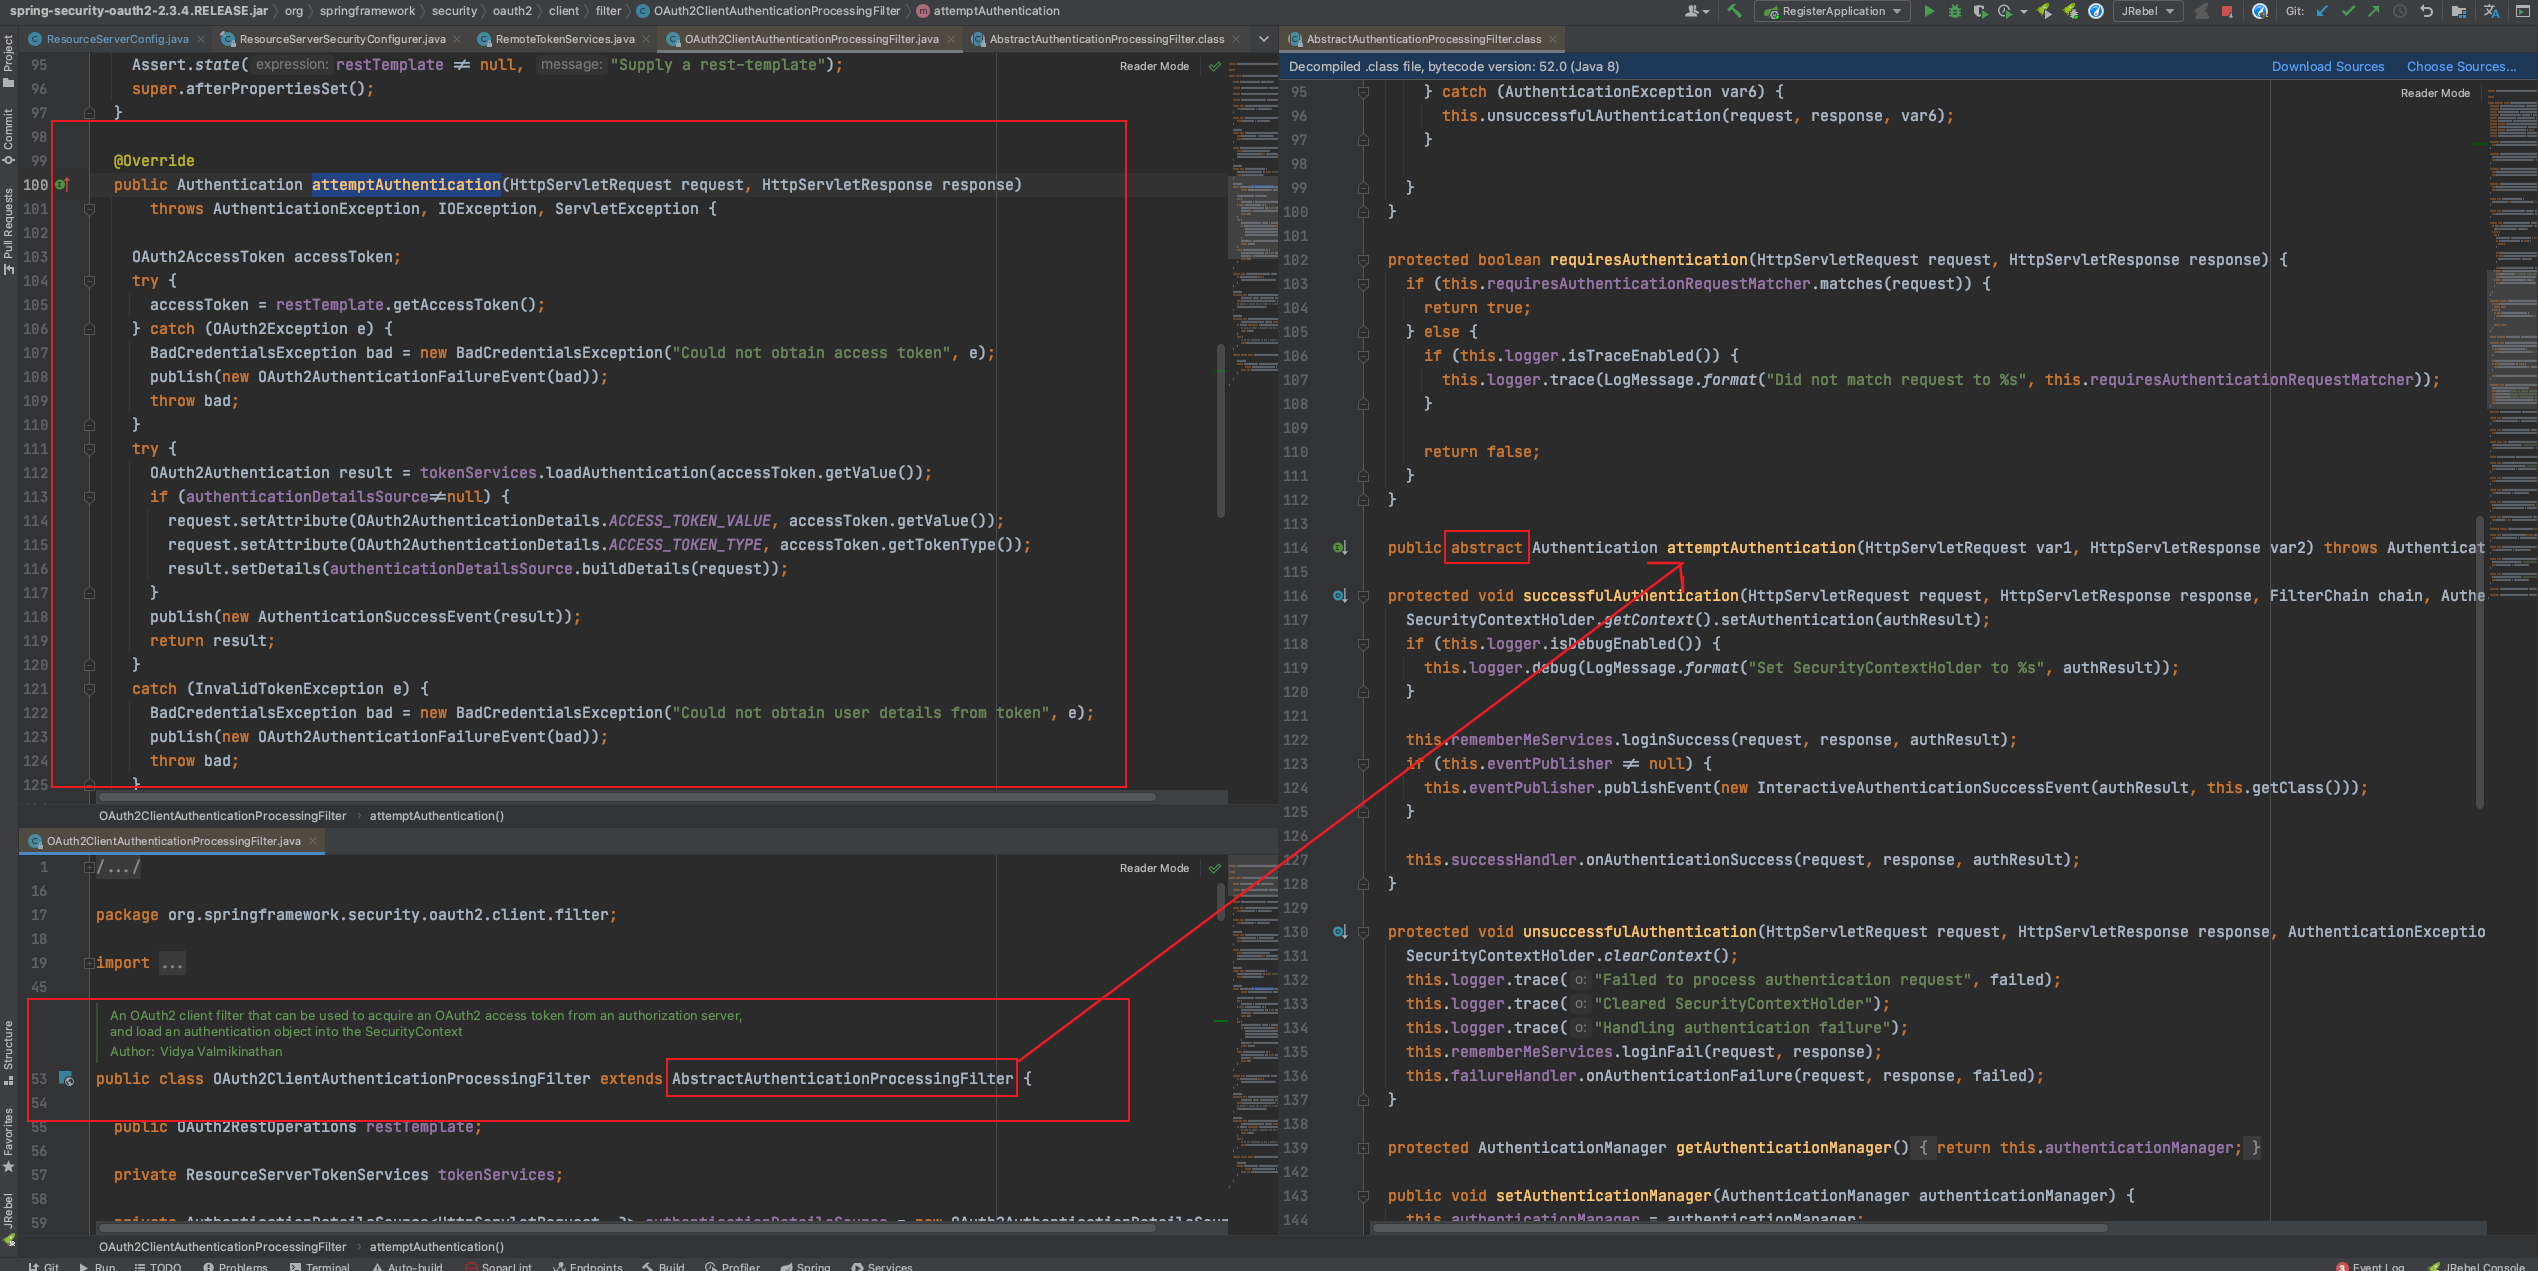 spring-security-oauth2-2.3.4.RELEASE.jar org springframework security oauth2 client filter OAuth2ClientAuthenticationProcessingFilter attemptAuthentication
RegisterApplication JRebel Git:
ResourceServerConfig.java ResourceServerSecurityConfigurer.java RemoteTokenServices.java OAuth2ClientAuthenticationProcessingFilter.java AbstractAuthenticationProcessingFilter.class
Project
Commit
Pull Requests
Structure
Favorites
JRebel
Reader Mode
95 Assert.state( expression: restTemplate ≠ null, message: "Supply a rest-template");
96 super.afterPropertiesSet();
97 }
98
99 @Override
100 public Authentication attemptAuthentication(HttpServletRequest request, HttpServletResponse response)
101 throws AuthenticationException, IOException, ServletException {
102
103 OAuth2AccessToken accessToken;
104 try {
105 accessToken = restTemplate.getAccessToken();
106 } catch (OAuth2Exception e) {
107 BadCredentialsException bad = new BadCredentialsException("Could not obtain access token", e);
108 publish(new OAuth2AuthenticationFailureEvent(bad));
109 throw bad;
110 }
111 try {
112 OAuth2Authentication result = tokenServices.loadAuthentication(accessToken.getValue());
113 if (authenticationDetailsSource≠null) {
114 request.setAttribute(OAuth2AuthenticationDetails.ACCESS_TOKEN_VALUE, accessToken.getValue());
115 request.setAttribute(OAuth2AuthenticationDetails.ACCESS_TOKEN_TYPE, accessToken.getTokenType());
116 result.setDetails(authenticationDetailsSource.buildDetails(request));
117 }
118 publish(new AuthenticationSuccessEvent(result));
119 return result;
120 }
121 catch (InvalidTokenException e) {
122 BadCredentialsException bad = new BadCredentialsException("Could not obtain user details from token", e);
123 publish(new OAuth2AuthenticationFailureEvent(bad));
124 throw bad;
125 }
OAuth2ClientAuthenticationProcessingFilter attemptAuthentication()
OAuth2ClientAuthenticationProcessingFilter.java
Reader Mode
1 /.../
16
17 package org.springframework.security.oauth2.client.filter;
18
19 import ...
45
An OAuth2 client filter that can be used to acquire an OAuth2 access token from an authorization server,
and load an authentication object into the SecurityContext
Author: Vidya Valmikinathan
53 public class OAuth2ClientAuthenticationProcessingFilter extends AbstractAuthenticationProcessingFilter {
54
55 public OAuth2RestOperations restTemplate;
56
57 private ResourceServerTokenServices tokenServices;
58
59 private AuthenticationDetailsSource<HttpServletRequest, ?> authenticationDetailsSource = new OAuth2AuthenticationDetailsSour
OAuth2ClientAuthenticationProcessingFilter attemptAuthentication()
AbstractAuthenticationProcessingFilter.class
Decompiled .class file, bytecode version: 52.0 (Java 8) Download Sources Choose Sources...
Reader Mode
95 } catch (AuthenticationException var6) {
96 this.unsuccessfulAuthentication(request, response, var6);
97 }
98
99 }
100 }
101
102 protected boolean requiresAuthentication(HttpServletRequest request, HttpServletResponse response) {
103 if (this.requiresAuthenticationRequestMatcher.matches(request)) {
104 return true;
105 } else {
106 if (this.logger.isTraceEnabled()) {
107 this.logger.trace(LogMessage.format("Did not match request to %s", this.requiresAuthenticationRequestMatcher));
108 }
109
110 return false;
111 }
112 }
113
114 public abstract Authentication attemptAuthentication(HttpServletRequest var1, HttpServletResponse var2) throws Authenticat
115
116 protected void successfulAuthentication(HttpServletRequest request, HttpServletResponse response, FilterChain chain, Authe
117 SecurityContextHolder.getContext().setAuthentication(authResult);
118 if (this.logger.isDebugEnabled()) {
119 this.logger.debug(LogMessage.format("Set SecurityContextHolder to %s", authResult));
120 }
121
122 this.rememberMeServices.loginSuccess(request, response, authResult);
123 if (this.eventPublisher ≠ null) {
124 this.eventPublisher.publishEvent(new InteractiveAuthenticationSuccessEvent(authResult, this.getClass()));
125 }
126
127 this.successHandler.onAuthenticationSuccess(request, response, authResult);
128 }
129
130 protected void unsuccessfulAuthentication(HttpServletRequest request, HttpServletResponse response, AuthenticationExceptio
131 SecurityContextHolder.clearContext();
132 this.logger.trace( o: "Failed to process authentication request", failed);
133 this.logger.trace( o: "Cleared SecurityContextHolder");
134 this.logger.trace( o: "Handling authentication failure");
135 this.rememberMeServices.loginFail(request, response);
136 this.failureHandler.onAuthenticationFailure(request, response, failed);
137 }
138
139 protected AuthenticationManager getAuthenticationManager() { return this.authenticationManager; }
142
143 public void setAuthenticationManager(AuthenticationManager authenticationManager) {
144 this.authenticationManager = authenticationManager;
Git Run TODO Problems Terminal Auto-build SonarLint Endpoints Build Profiler Spring Services 3 Event Log JRebel Console